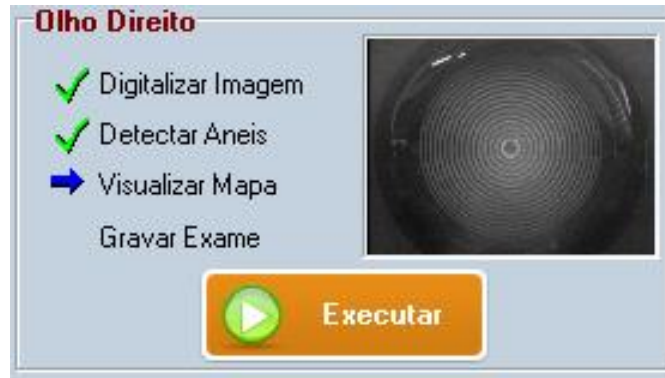 Olho Direito
Digitalizar Imagem
Detectar Aneis
Visualizar Mapa
Gravar Exame
Executar